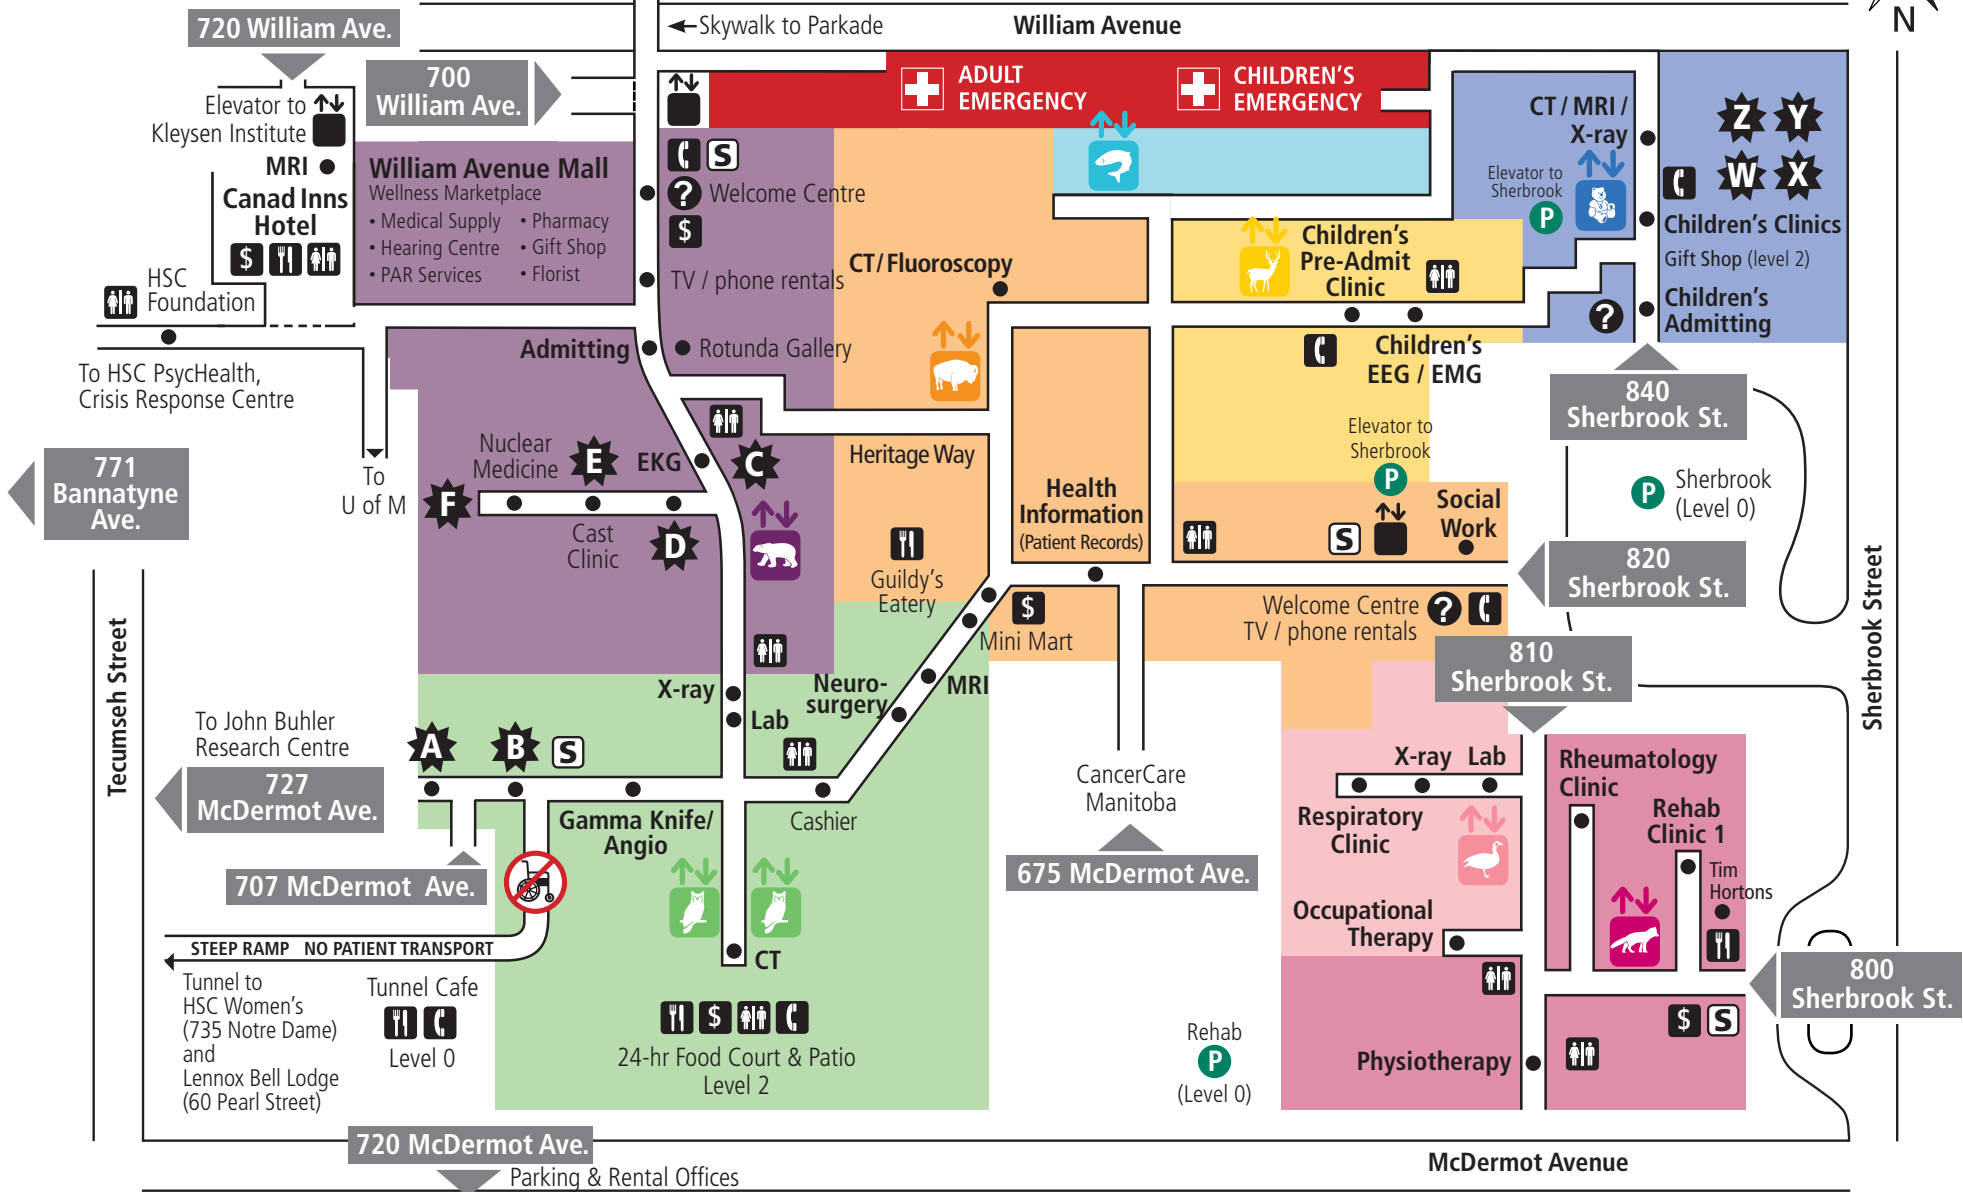 720 William Ave.
Skywalk to Parkade
William Avenue
N
700
William Ave.
Elevator to
Kleysen Institute
MRI
Canad Inns
Hotel
$
William Avenue Mall
Wellness Marketplace
• Medical Supply
• Hearing Centre
• PAR Services
• Pharmacy
• Gift Shop
• Florist
S
? Welcome Centre
$
TV / phone rentals
ADULT
EMERGENCY
CHILDREN'S
EMERGENCY
CT / MRI /
X-ray
Elevator to
Sherbrook
P
Z Y
W X
Children's Clinics
Gift Shop (level 2)
Children's
Admitting
?
HSC
Foundation
To HSC PsycHealth,
Crisis Response Centre
To
U of M
Admitting
Rotunda Gallery
CT / Fluoroscopy
Children's
Pre-Admit
Clinic
Children's
EEG / EMG
840
Sherbrook St.
771
Bannatyne
Ave.
Nuclear
Medicine
E
EKG
C
F
Cast
Clinic
D
Heritage Way
Guildy's
Eatery
Health
Information
(Patient Records)
Elevator to
Sherbrook
P
S
Social
Work
P
Sherbrook
(Level 0)
820
Sherbrook St.
Welcome Centre ?
TV / phone rentals
$
Mini Mart
810
Sherbrook St.
Sherbrook Street
Tecumseh Street
X-ray
Lab
Neuro-
surgery
MRI
To John Buhler
Research Centre
727
McDermot Ave.
A
B
S
Gamma Knife/
Angio
Cashier
CancerCare
Manitoba
675 McDermot Ave.
707 McDermot Ave.
X-ray Lab
Respiratory
Clinic
Rheumatology
Clinic
Rehab
Clinic 1
Tim
Hortons
Occupational
Therapy
STEEP RAMP NO PATIENT TRANSPORT
CT
Tunnel to
HSC Women's
(735 Notre Dame)
and
Lennox Bell Lodge
(60 Pearl Street)
Tunnel Cafe
Level 0
$
24-hr Food Court & Patio
Level 2
Rehab
P
(Level 0)
Physiotherapy
$ S
800
Sherbrook St.
720 McDermot Ave.
Parking & Rental Offices
McDermot Avenue